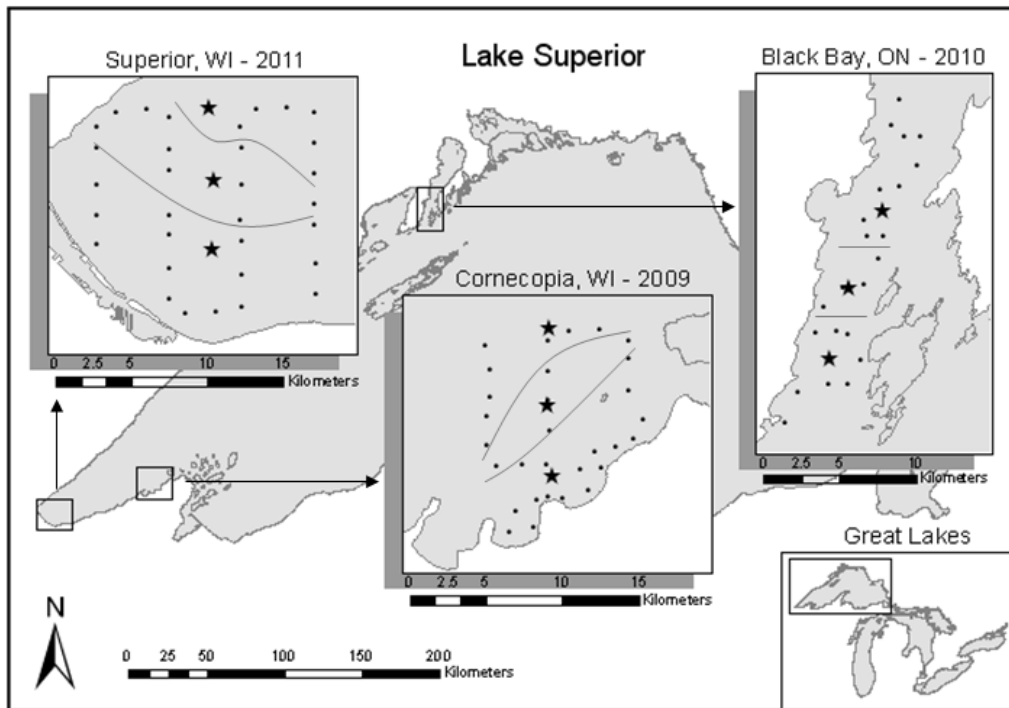 Lake Superior
Superior, WI - 2011
0 2.5 5 10 15
Kilometers
Black Bay, ON - 2010
0 2.5 5 10
Kilometers
Cornecopia, WI - 2009
0 2.5 5 10 15
Kilometers
Great Lakes
N
0 25 50 100 150 200
Kilometers